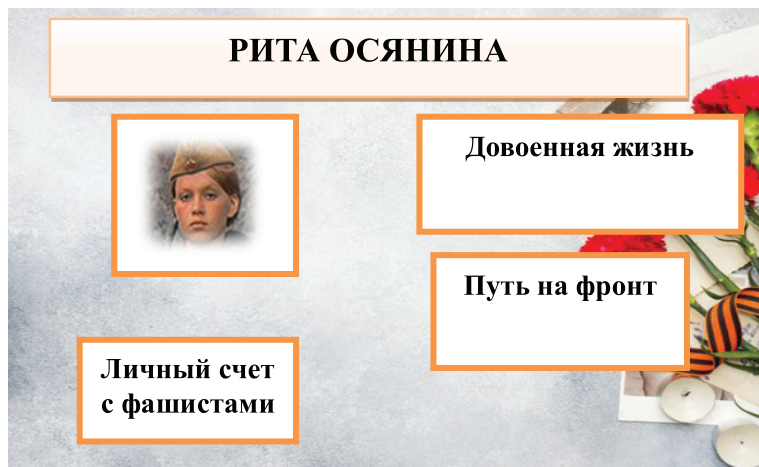 РИТА ОСЯНИНА
Довоенная жизнь
Путь на фронт
Личный счет
с фашистами